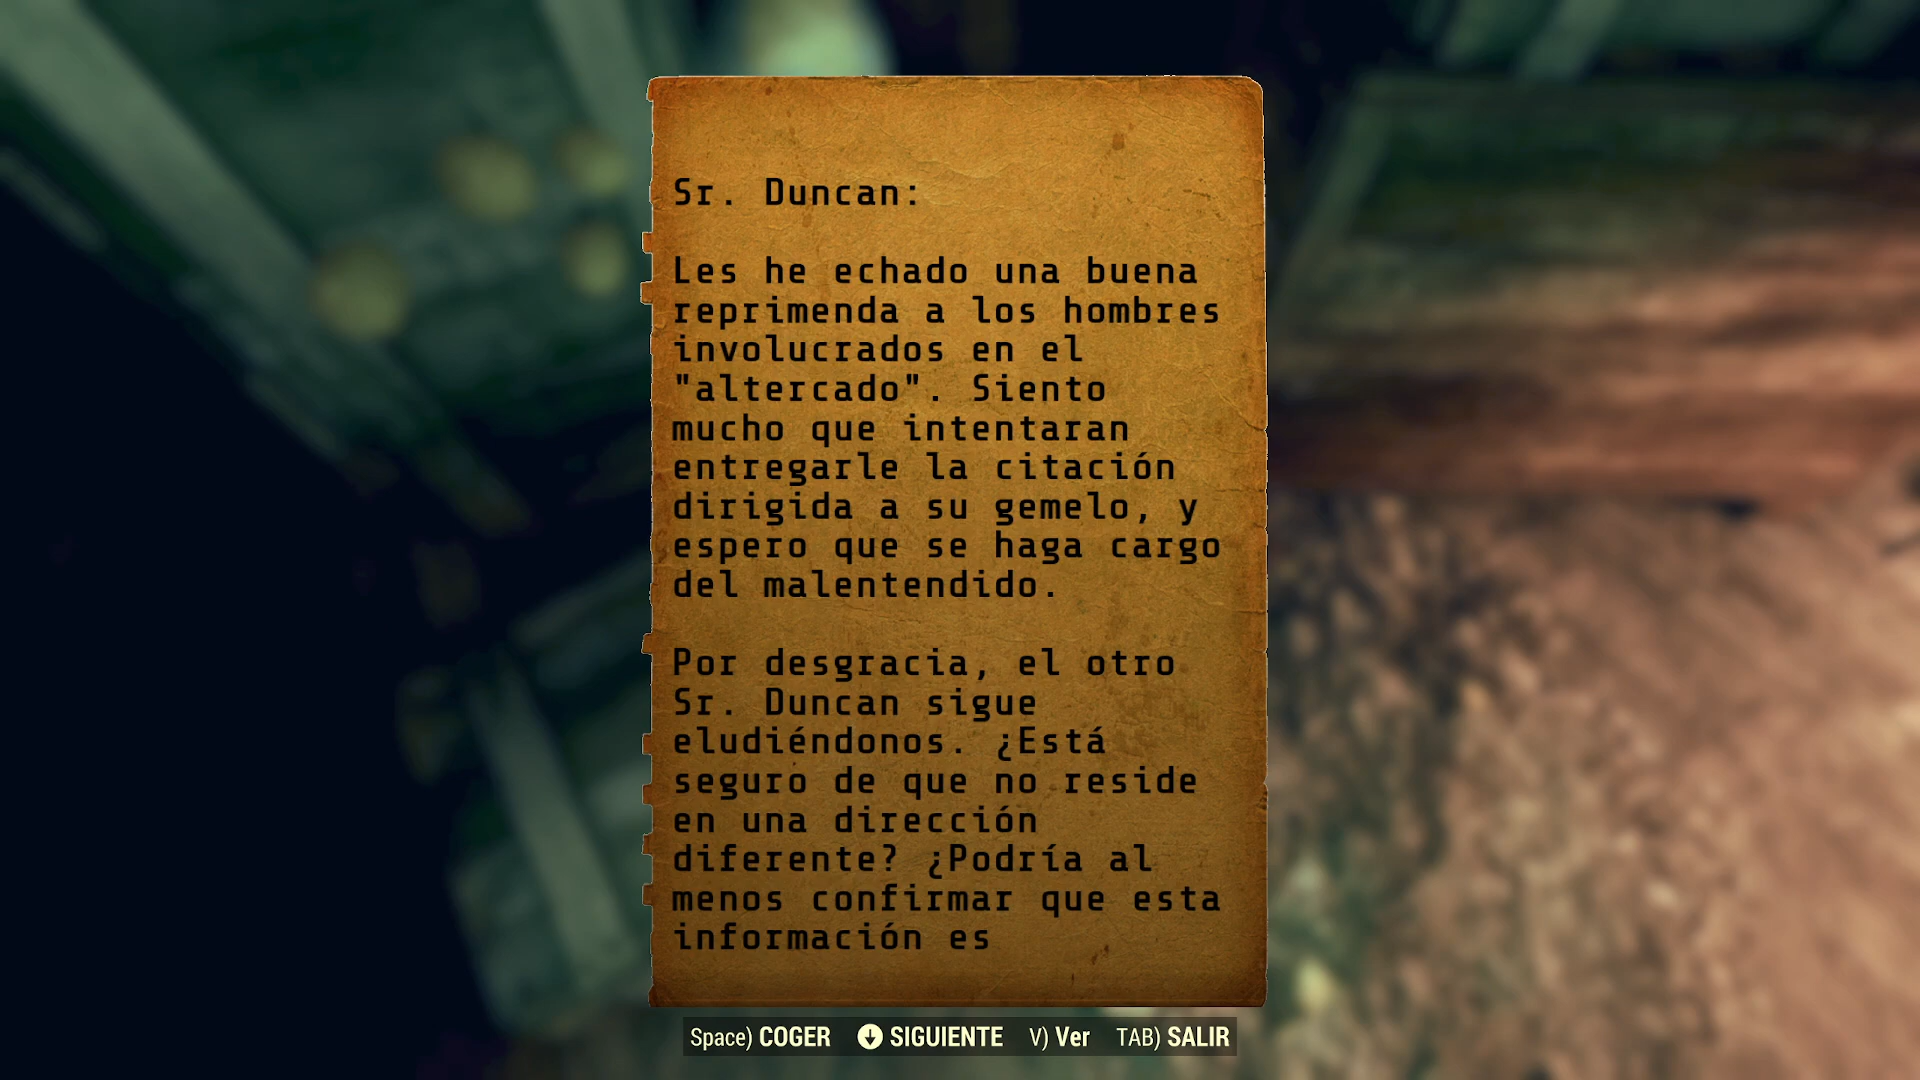 Sr. Duncan:
Les he echado una buena
reprimenda a los hombres
involucrados en el
"altercado". Siento
mucho que intentaran
entregarle la citación
dirigida a su gemelo, y
espero que se haga cargo
del malentendido.
Por desgracia, el otro
Sr. Duncan sigue
eludiéndonos. ¿Está
seguro de que no reside
en una dirección
diferente? ¿Podría al
menos confirmar que esta
información es
Space) COGER SIGUIENTE V) Ver TAB) SALIR